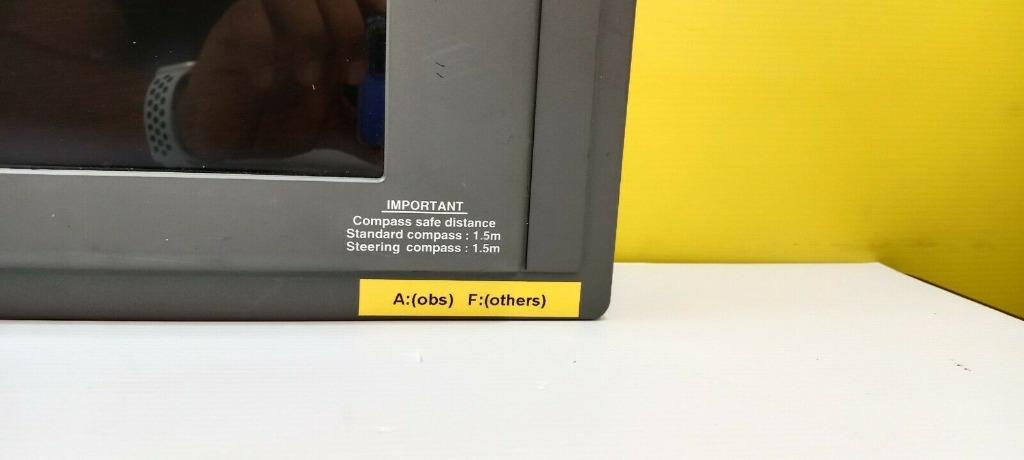 IMPORTANT
Compass safe distance
Standard compass : 1.5m
Steering compass : 1.5m
A:(obs) F:(others)